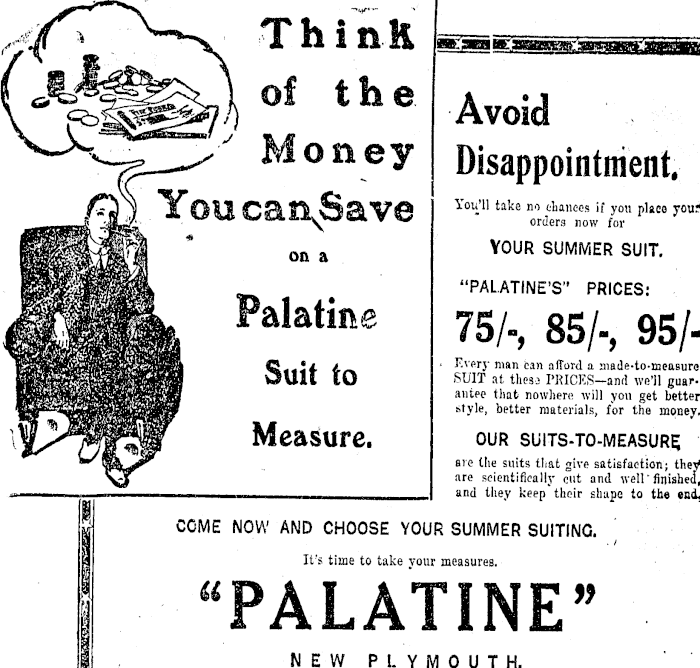 Think
of the
Money
You can Save
on a
Palatine
Suit to
Measure.
Avoid
Disappointment.
You'll take no chances if you place your
orders now for
YOUR SUMMER SUIT.
"PALATINE'S" PRICES:
75/-, 85/-, 95/-
Every man can afford a made-to-measure
SUIT at these PRICES—and we'll guar-
antee that nowhere will you get better
style, better materials, for the money.
OUR SUITS-TO-MEASURE
are the suits that give satisfaction; they
are scientifically cut and well finished,
and they keep their shape to the end.
COME NOW AND CHOOSE YOUR SUMMER SUITING.
It's time to take your measures.
"PALATINE"
NEW PLYMOUTH.